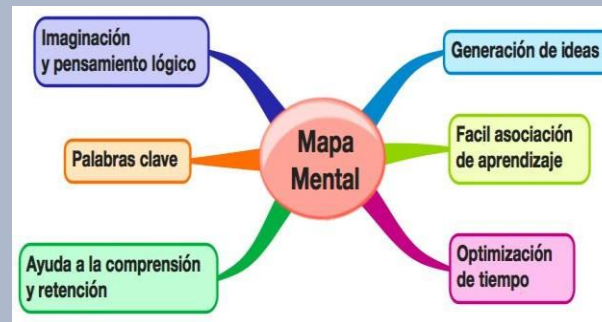 Imaginación
y pensamiento lógico
Generación de ideas
Mapa
Mental
Palabras clave
Facil asociación
de aprendizaje
Ayuda a la comprensión
y retención
Optimización
de tiempo